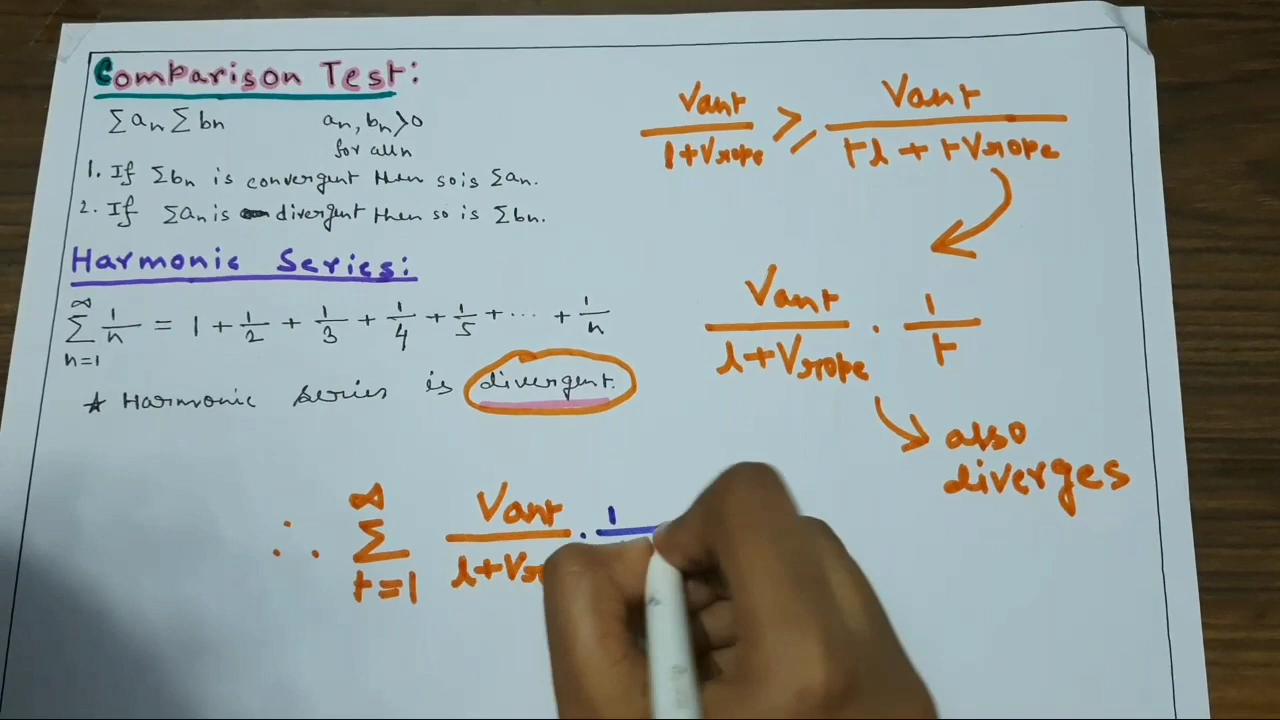 Comparison Test:
Σan Σbn an, bn >0
for all n
1. If Σbn is convergent then so is Σan.
2. If Σan is divergent then so is Σbn.
Harmonic Series:
∞
Σ 1/n = 1 + 1/2 + 1/3 + 1/4 + 1/5 + ... + 1/n
n=1
★ Harmonic series is divergent.
Vant/1+Vrope ≥ Vant/tl + tVrope
Vant/l+Vrope . 1/t
also
diverges
∴ ∞
Σ Vant/l+Vr . 1
t=1